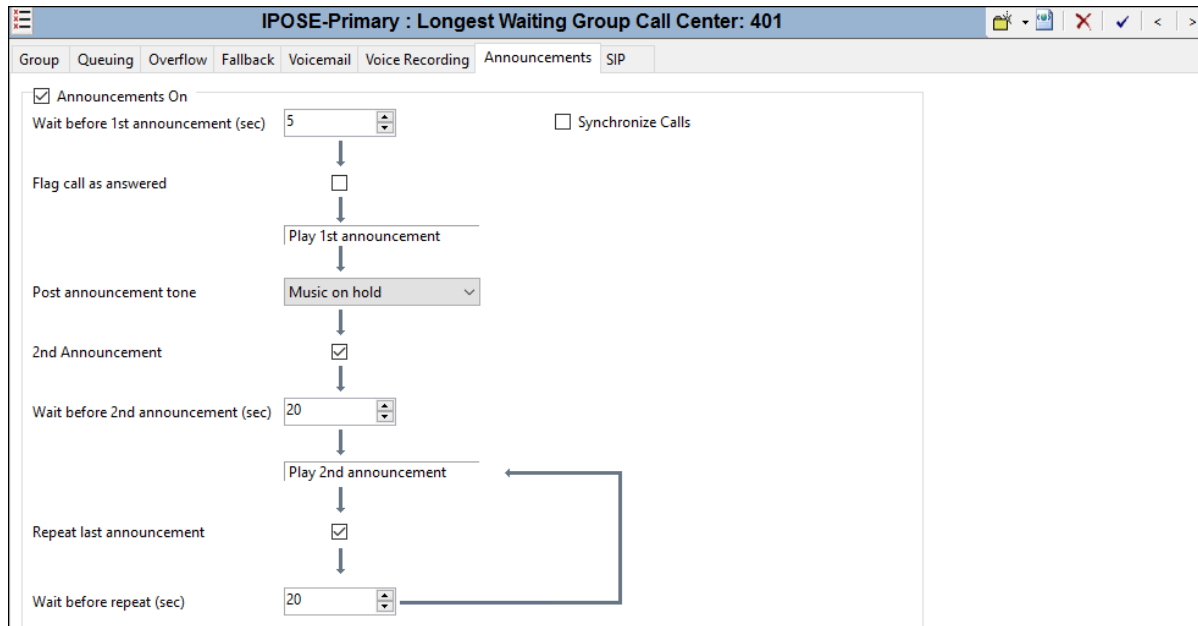 IPOSE-Primary : Longest Waiting Group Call Center: 401
Group Queuing Overflow Fallback Voicemail Voice Recording Announcements SIP
Announcements On
Wait before 1st announcement (sec) 5 Synchronize Calls
Flag call as answered
Play 1st announcement
Post announcement tone Music on hold
2nd Announcement
Wait before 2nd announcement (sec) 20
Play 2nd announcement
Repeat last announcement
Wait before repeat (sec) 20